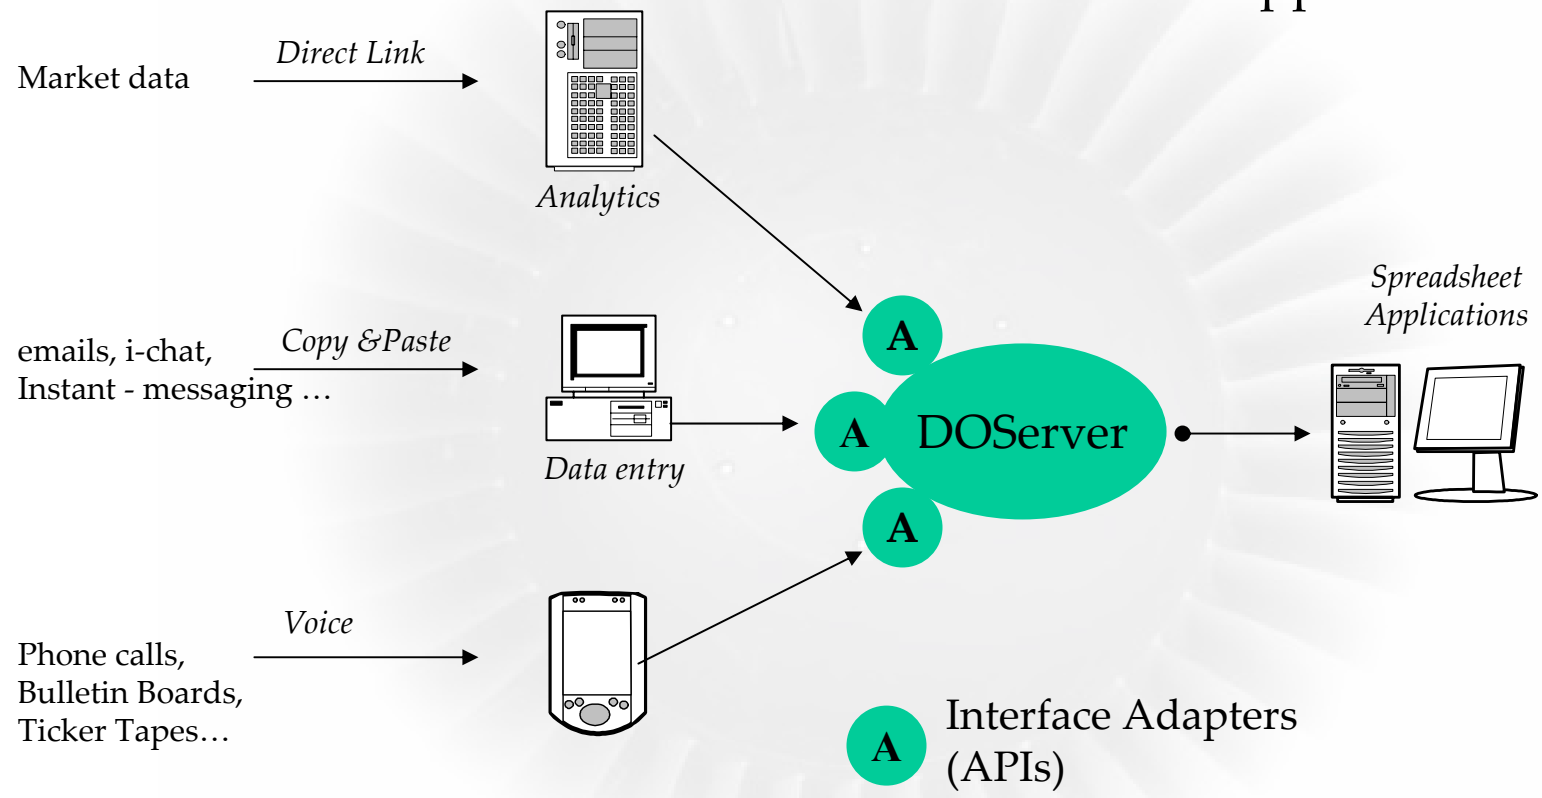 Market data
Direct Link
Analytics
emails, i-chat,
Instant - messaging …
Copy &Paste
Data entry
Phone calls,
Bulletin Boards,
Ticker Tapes…
Voice
A
A
A
DOServer
Spreadsheet
Applications
A
Interface Adapters
(APIs)